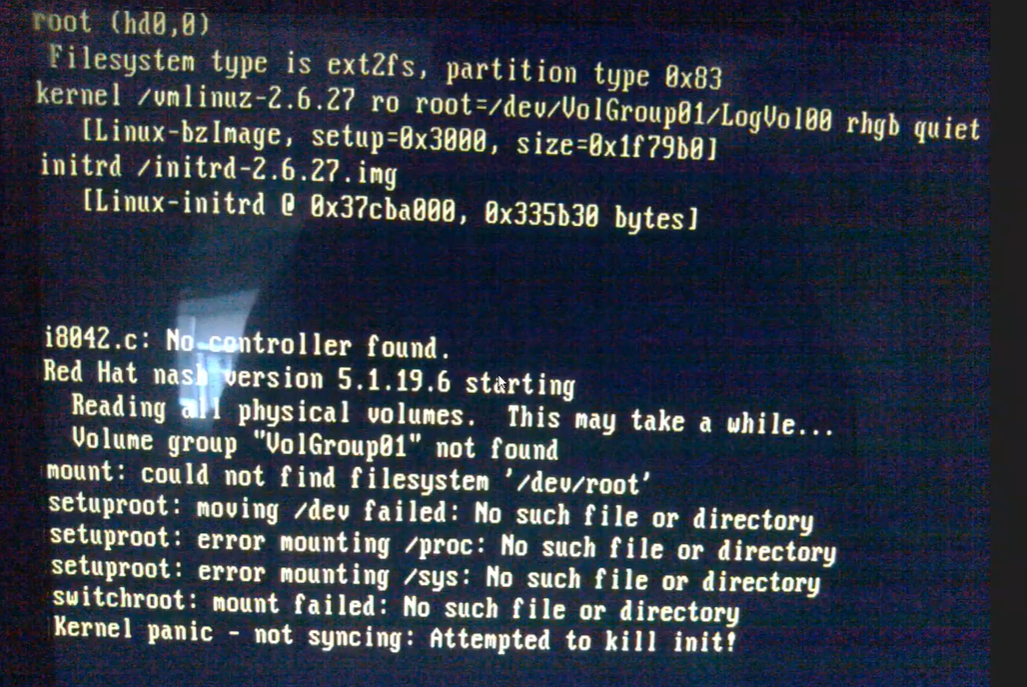 root (hd0,0)
Filesystem type is ext2fs, partition type 0x83
kernel /vmlinuz-2.6.27 ro root=/dev/VolGroup01/LogVol00 rhgb quiet
[Linux-bzImage, setup=0x3000, size=0x1f79b0]
initrd /initrd-2.6.27.img
[Linux-initrd @ 0x37cba000, 0x335b30 bytes]
i8042.c: No controller found.
Red Hat nash version 5.1.19.6 starting
Reading all physical volumes. This may take a while...
Volume group "VolGroup01" not found
mount: could not find filesystem '/dev/root'
setuproot: moving /dev failed: No such file or directory
setuproot: error mounting /proc: No such file or directory
setuproot: error mounting /sys: No such file or directory
switchroot: mount failed: No such file or directory
Kernel panic - not syncing: Attempted to kill init!